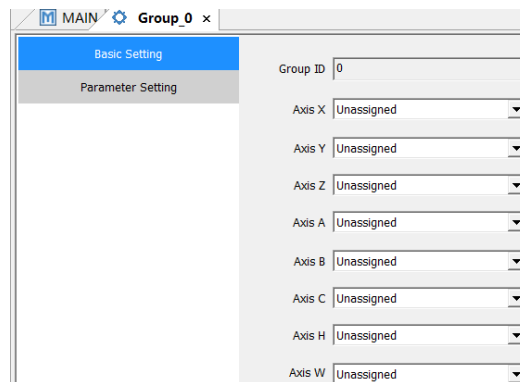 M MAIN Group_0 ×
Basic Setting
Parameter Setting
Group ID 0
Axis X Unassigned
Axis Y Unassigned
Axis Z Unassigned
Axis A Unassigned
Axis B Unassigned
Axis C Unassigned
Axis H Unassigned
Axis W Unassigned